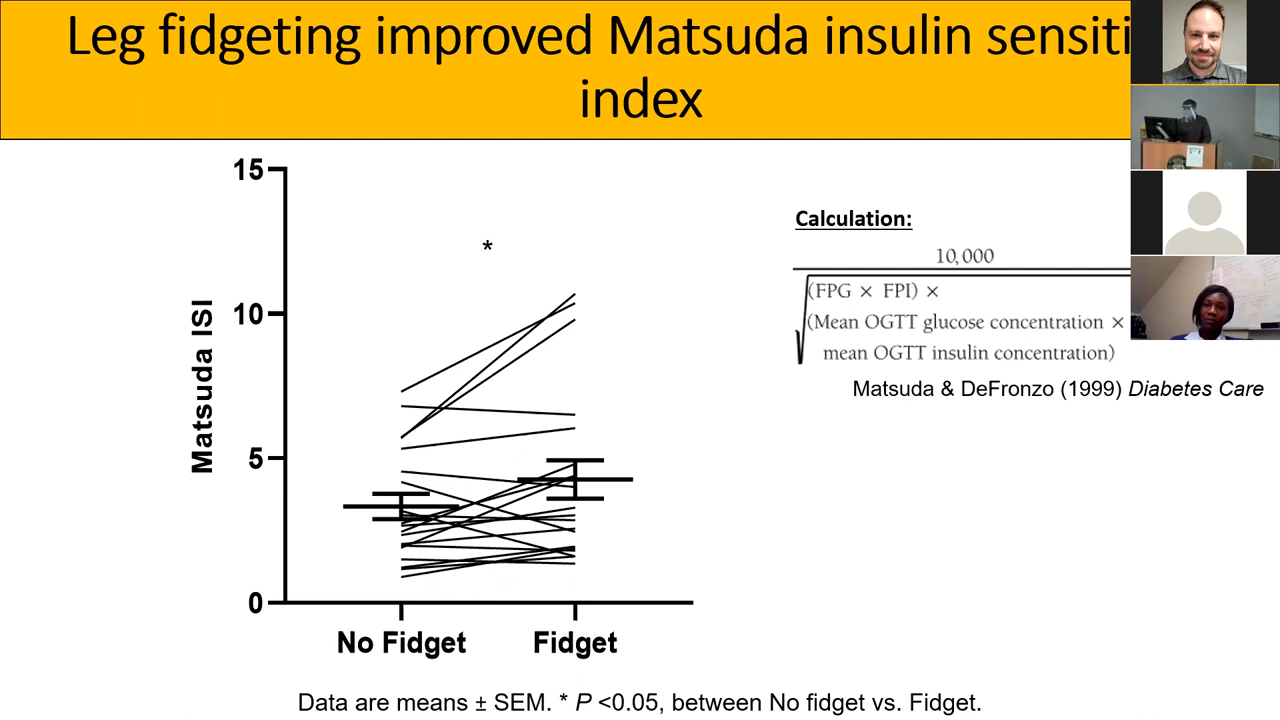 Leg fidgeting improved Matsuda insulin
index
15
10
5
0
Matsuda ISI
*
No Fidget
Fidget
Calculation:
10,000
√(FPG × FPI) ×
(Mean OGTT glucose concentration ×
mean OGTT insulin concentration)
Matsuda & DeFronzo (1999) Diabetes Care
Data are means ± SEM. * P <0.05, between No fidget vs. Fidget.